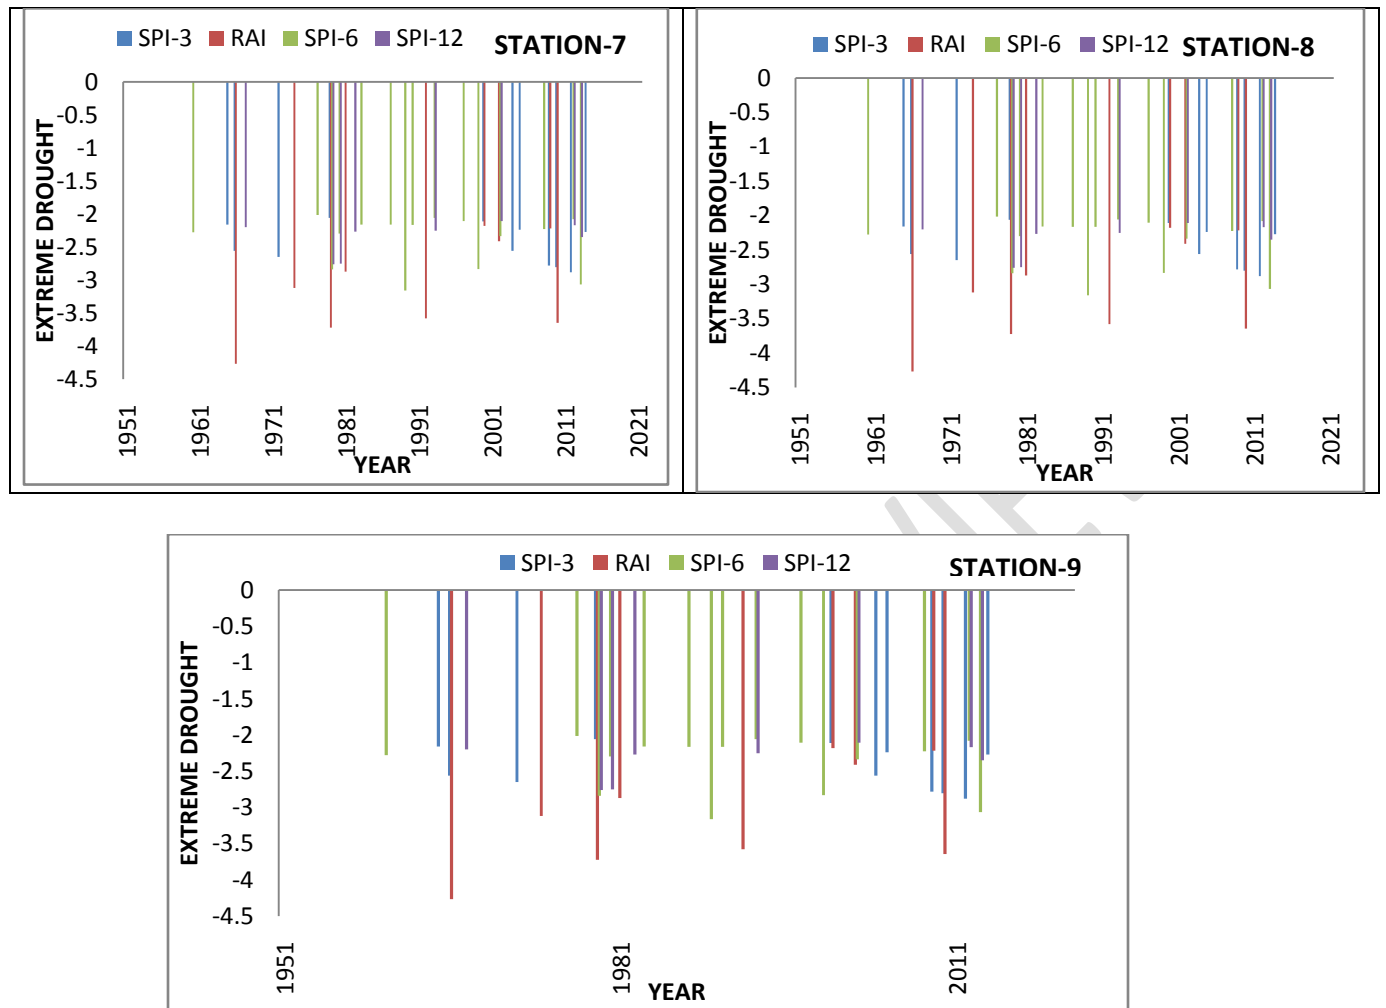 SPI-3 RAI SPI-6 SPI-12 STATION-7
0
-0.5
-1
-1.5
-2
-2.5
-3
-3.5
-4
-4.5
EXTREME DROUGHT
1951 1961 1971 1981 1991 2001 2011 2021
YEAR
SPI-3 RAI SPI-6 SPI-12 STATION-8
0
-0.5
-1
-1.5
-2
-2.5
-3
-3.5
-4
-4.5
EXTREME DROUGHT
1951 1961 1971 1981 1991 2001 2011 2021
YEAR
SPI-3 RAI SPI-6 SPI-12 STATION-9
0
-0.5
-1
-1.5
-2
-2.5
-3
-3.5
-4
-4.5
EXTREME DROUGHT
1951 1981 2011
YEAR